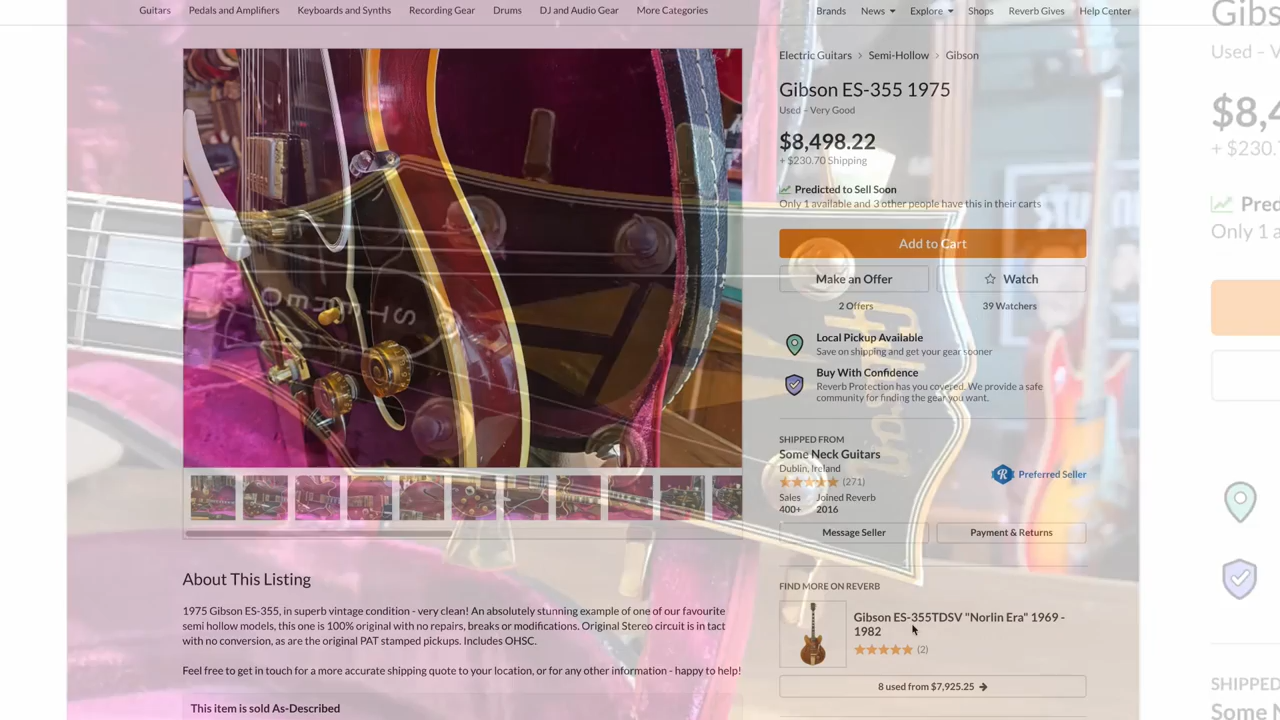 Guitars
Pedals and Amplifiers
Keyboards and Synths
Recording Gear
Drums
DJ and Audio Gear
More Categories
Brands
News
Explore
Shops
Reverb Gives
Help Center
Electric Guitars > Semi-Hollow > Gibson
Gibson ES-355 1975
Used – Very Good
$8,498.22
+ $230.70 Shipping
Predicted to Sell Soon
Only 1 available and 3 other people have this in their carts
Add to Cart
Make an Offer
Watch
2 Offers
39 Watchers
Local Pickup Available
Save on shipping and get your gear sooner
Buy With Confidence
Reverb Protection has you covered. We provide a safe
community for finding the gear you want.
SHIPPED FROM
Some Neck Guitars
Dublin, Ireland
(271)
Preferred Seller
Sales
400+
Joined Reverb
2016
Message Seller
Payment & Returns
FIND MORE ON REVERB
Gibson ES-355TDSV "Norlin Era" 1969 -
1982
(2)
8 used from $7,925.25
About This Listing
1975 Gibson ES-355, in superb vintage condition - very clean! An absolutely stunning example of one of our favourite
semi hollow models, this one is 100% original with no repairs, breaks or modifications. Original Stereo circuit is in tact
with no conversion, as are the original PAT stamped pickups. Includes OHSC.
Feel free to get in touch for a more accurate shipping quote to your location, or for any other information - happy to help!
This item is sold As-Described
Gibson
STEREO
Gibs
Used – V
$8,4
+ $230.7
Pred
Only 1 a
SHIPPED
Some N